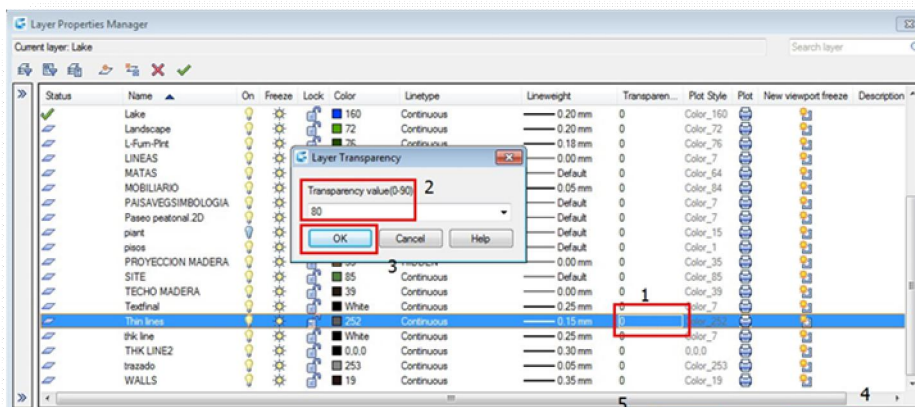 Layer Properties Manager
Current layer: Lake
Search layer
Status Name On Freeze Lock Color Linetype Lineweight Transparen... Plot Style Plot New viewport freeze Description
Lake 160 Continuous 0.20 mm 0 Color_160
Landscape 72 Continuous 0.20 mm 0 Color_72
L-Furn-Plnt 76 Continuous 0.18 mm 0 Color_76
LINEAS 0.00 mm 0 Color_7
MATAS Default 0 Color_64
MOBILIARIO 0.05 mm 0 Color_84
PAISAVEGSIMBOLOGIA Default 0 Color_7
Paseo peatonal.2D Default 0 Color_7
piant Default 0 Color_15
pisos Default 0 Color_1
PROYECCION MADERA HIDDEN 0.00 mm 0 Color_35
SITE 85 Continuous Default 0 Color_85
TECHO MADERA 39 Continuous 0.00 mm 0 Color_39
Textfinal White Continuous 0.25 mm 0 Color_7
Thin lines 252 Continuous 0.15 mm 0 Color_252
thk line White Continuous 0.25 mm 0 Color_7
THK LINE2 0,0,0 Continuous 0.30 mm 0 0,0,0
trazado 253 Continuous 0.05 mm 0 Color_253
WALLS 19 Continuous 0.35 mm 0 Color_19
Layer Transparency
Transparency value(0-90)
80
OK Cancel Help
2
3
1
4
5